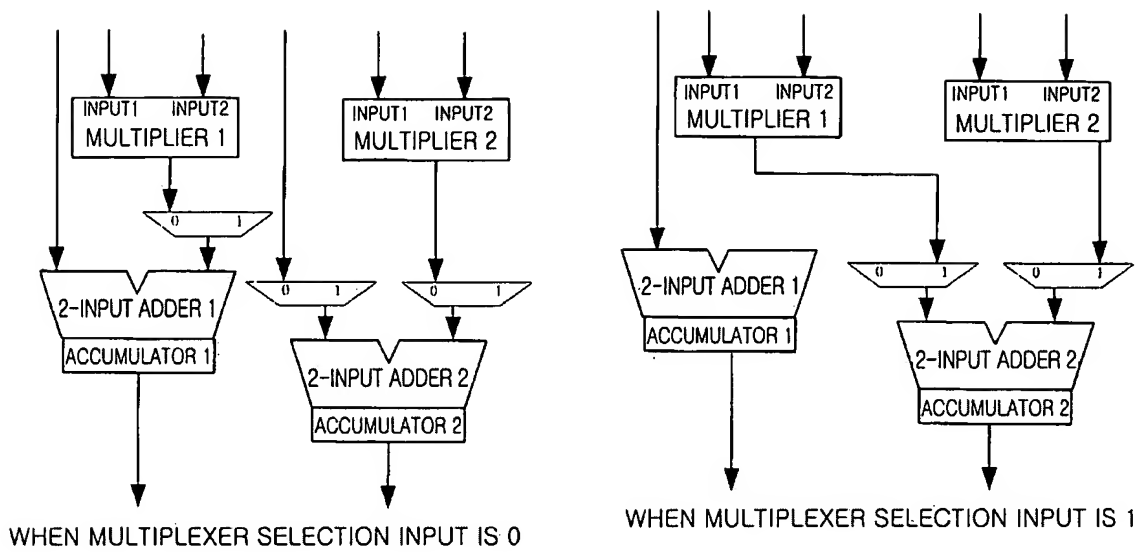 INPUT1 INPUT2
MULTIPLIER 1
INPUT1 INPUT2
MULTIPLIER 2
0 1
2-INPUT ADDER 1
ACCUMULATOR 1
0 1
0 1
2-INPUT ADDER 2
ACCUMULATOR 2
WHEN MULTIPLEXER SELECTION INPUT IS 0
INPUT1 INPUT2
MULTIPLIER 1
INPUT1 INPUT2
MULTIPLIER 2
2-INPUT ADDER 1
ACCUMULATOR 1
0 1
0 1
2-INPUT ADDER 2
ACCUMULATOR 2
WHEN MULTIPLEXER SELECTION INPUT IS 1